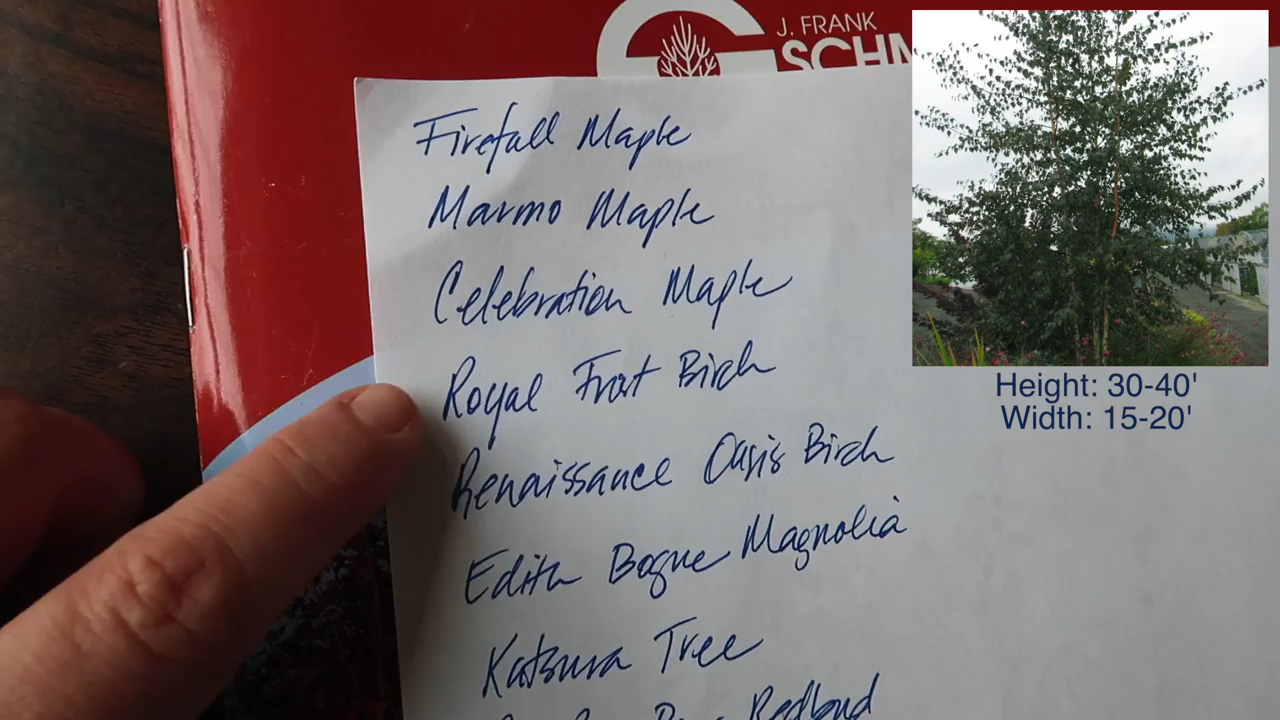 J. FRANK
SCHM
Firefall Maple
Marmo Maple
Celebration Maple
Royal Frost Birch
Renaissance Oasis Birch
Edith Bogue Magnolia
Katsura Tree
Redbud
Height: 30-40'
Width: 15-20'